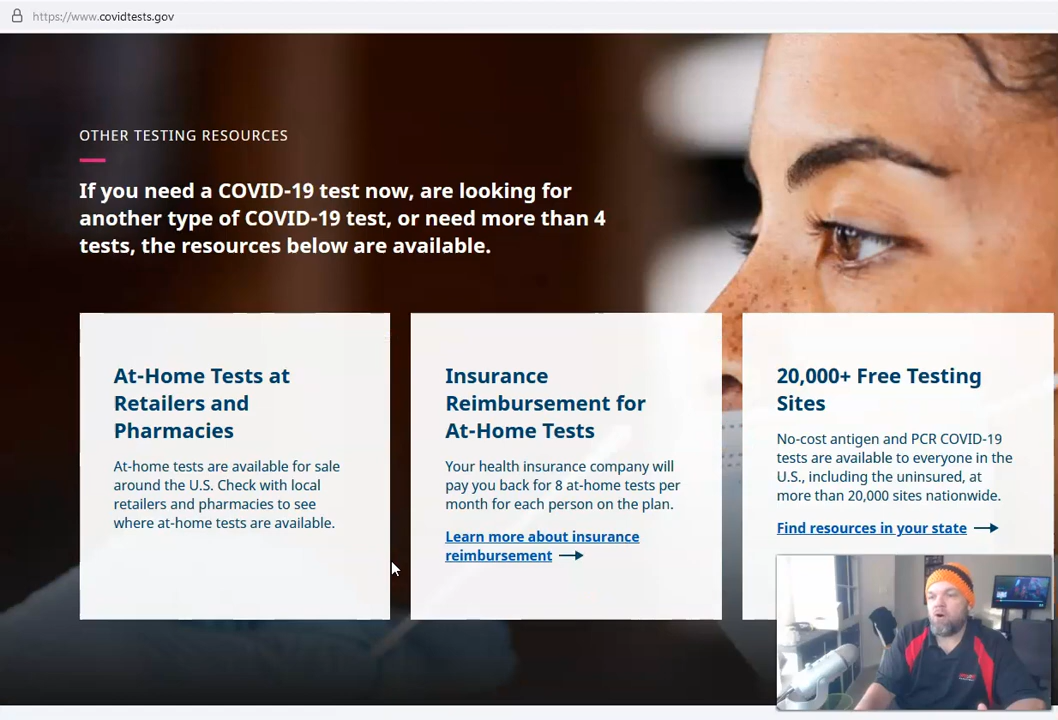 https://www.covidtests.gov
OTHER TESTING RESOURCES
If you need a COVID-19 test now, are looking for
another type of COVID-19 test, or need more than 4
tests, the resources below are available.
At-Home Tests at
Retailers and
Pharmacies
At-home tests are available for sale
around the U.S. Check with local
retailers and pharmacies to see
where at-home tests are available.
Insurance
Reimbursement for
At-Home Tests
Your health insurance company will
pay you back for 8 at-home tests per
month for each person on the plan.
Learn more about insurance
reimbursement
20,000+ Free Testing
Sites
No-cost antigen and PCR COVID-19
tests are available to everyone in the
U.S., including the uninsured, at
more than 20,000 sites nationwide.
Find resources in your state